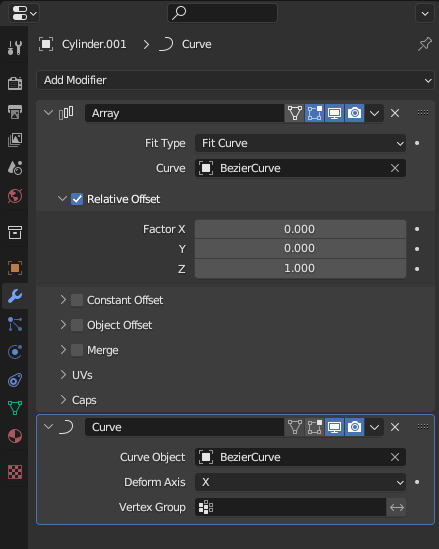 Cylinder.001 > Curve
Add Modifier
Array
Fit Type Fit Curve
Curve BezierCurve
Relative Offset
Factor X 0.000
Y 0.000
Z 1.000
Constant Offset
Object Offset
Merge
UVs
Caps
Curve
Curve Object BezierCurve
Deform Axis X
Vertex Group